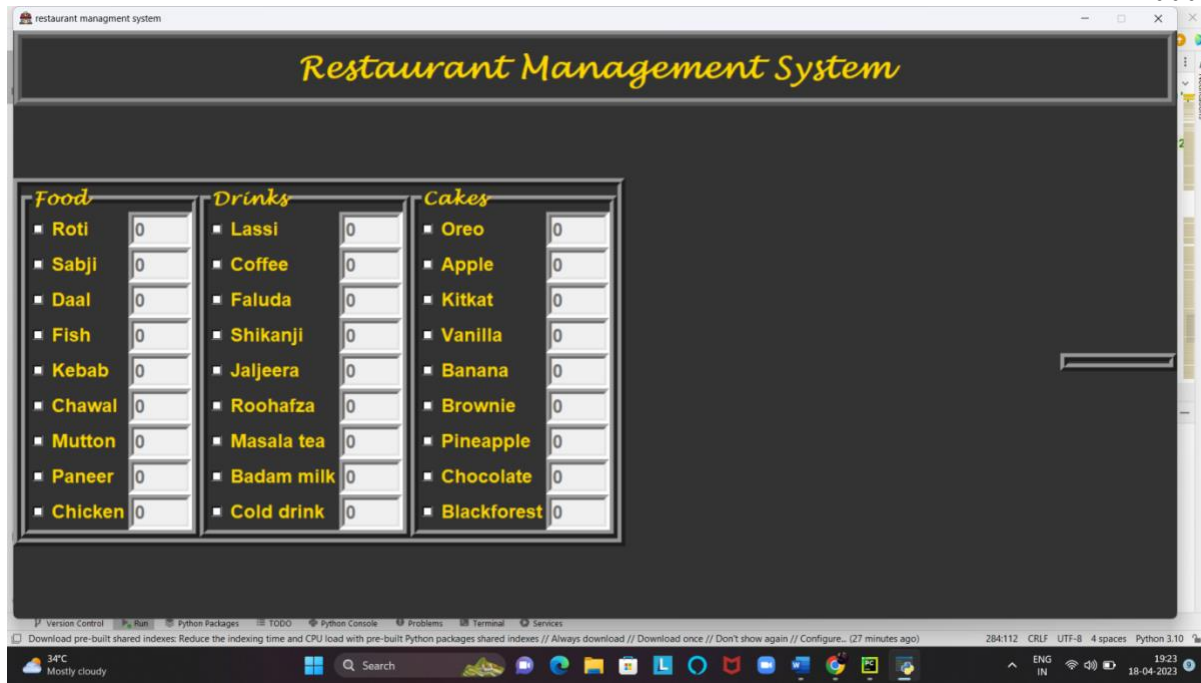 restaurant managment system
Restaurant Management System
Food Drinks Cakes
Roti 0 Lassi 0 Oreo 0
Sabji 0 Coffee 0 Apple 0
Daal 0 Faluda 0 Kitkat 0
Fish 0 Shikanji 0 Vanilla 0
Kebab 0 Jaljeera 0 Banana 0
Chawal 0 Roohafza 0 Brownie 0
Mutton 0 Masala tea 0 Pineapple 0
Paneer 0 Badam milk 0 Chocolate 0
Chicken 0 Cold drink 0 Blackforest 0
Version Control Run Python Packages TODO Python Console Problems Terminal Services
Download pre-built shared indexes: Reduce the indexing time and CPU load with pre-built Python packages shared indexes // Always download // Download once // Don't show again // Configure... (27 minutes ago) 284:112 CRLF UTF-8 4 spaces Python 3.10
34°C
Mostly cloudy
Search
ENG
IN
19:23
18-04-2023